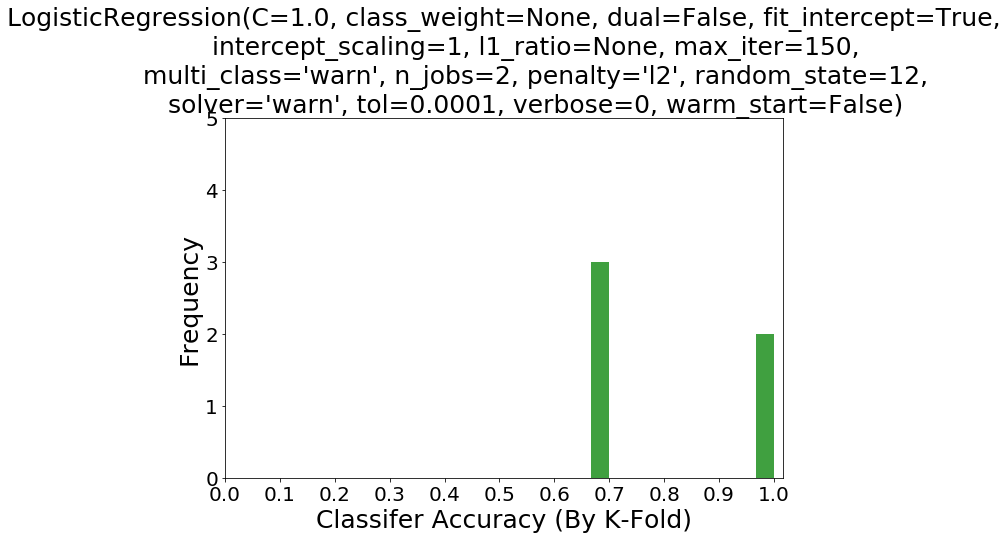 LogisticRegression(C=1.0, class_weight=None, dual=False, fit_intercept=True,
intercept_scaling=1, l1_ratio=None, max_iter=150,
multi_class='warn', n_jobs=2, penalty='l2', random_state=12,
solver='warn', tol=0.0001, verbose=0, warm_start=False)
5
4
3
2
1
0
Frequency
0.0 0.1 0.2 0.3 0.4 0.5 0.6 0.7 0.8 0.9 1.0
Classifer Accuracy (By K-Fold)